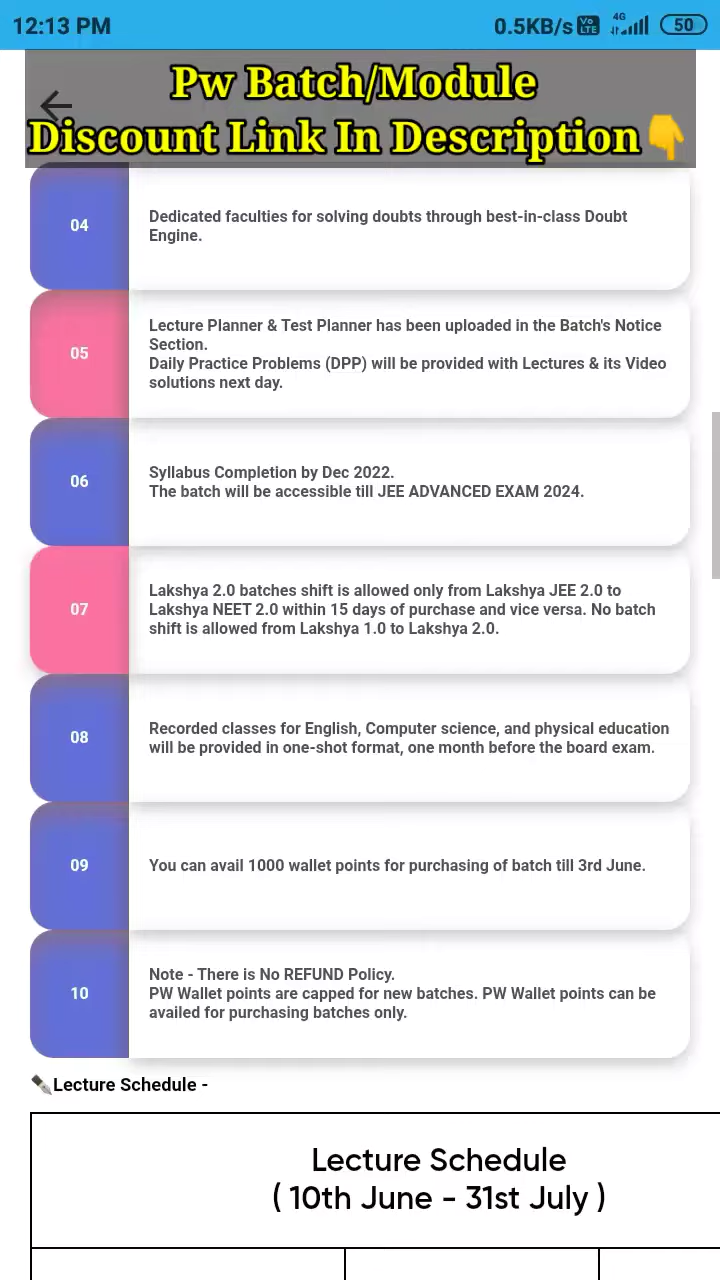 12:13 PM
0.5KB/s Vo LTE 4G 50
Pw Batch/Module
Discount Link In Description
04
Dedicated faculties for solving doubts through best-in-class Doubt
Engine.
05
Lecture Planner & Test Planner has been uploaded in the Batch's Notice
Section.
Daily Practice Problems (DPP) will be provided with Lectures & its Video
solutions next day.
06
Syllabus Completion by Dec 2022.
The batch will be accessible till JEE ADVANCED EXAM 2024.
07
Lakshya 2.0 batches shift is allowed only from Lakshya JEE 2.0 to
Lakshya NEET 2.0 within 15 days of purchase and vice versa. No batch
shift is allowed from Lakshya 1.0 to Lakshya 2.0.
08
Recorded classes for English, Computer science, and physical education
will be provided in one-shot format, one month before the board exam.
09
You can avail 1000 wallet points for purchasing of batch till 3rd June.
10
Note - There is No REFUND Policy.
PW Wallet points are capped for new batches. PW Wallet points can be
availed for purchasing batches only.
Lecture Schedule -
Lecture Schedule
( 10th June - 31st July )